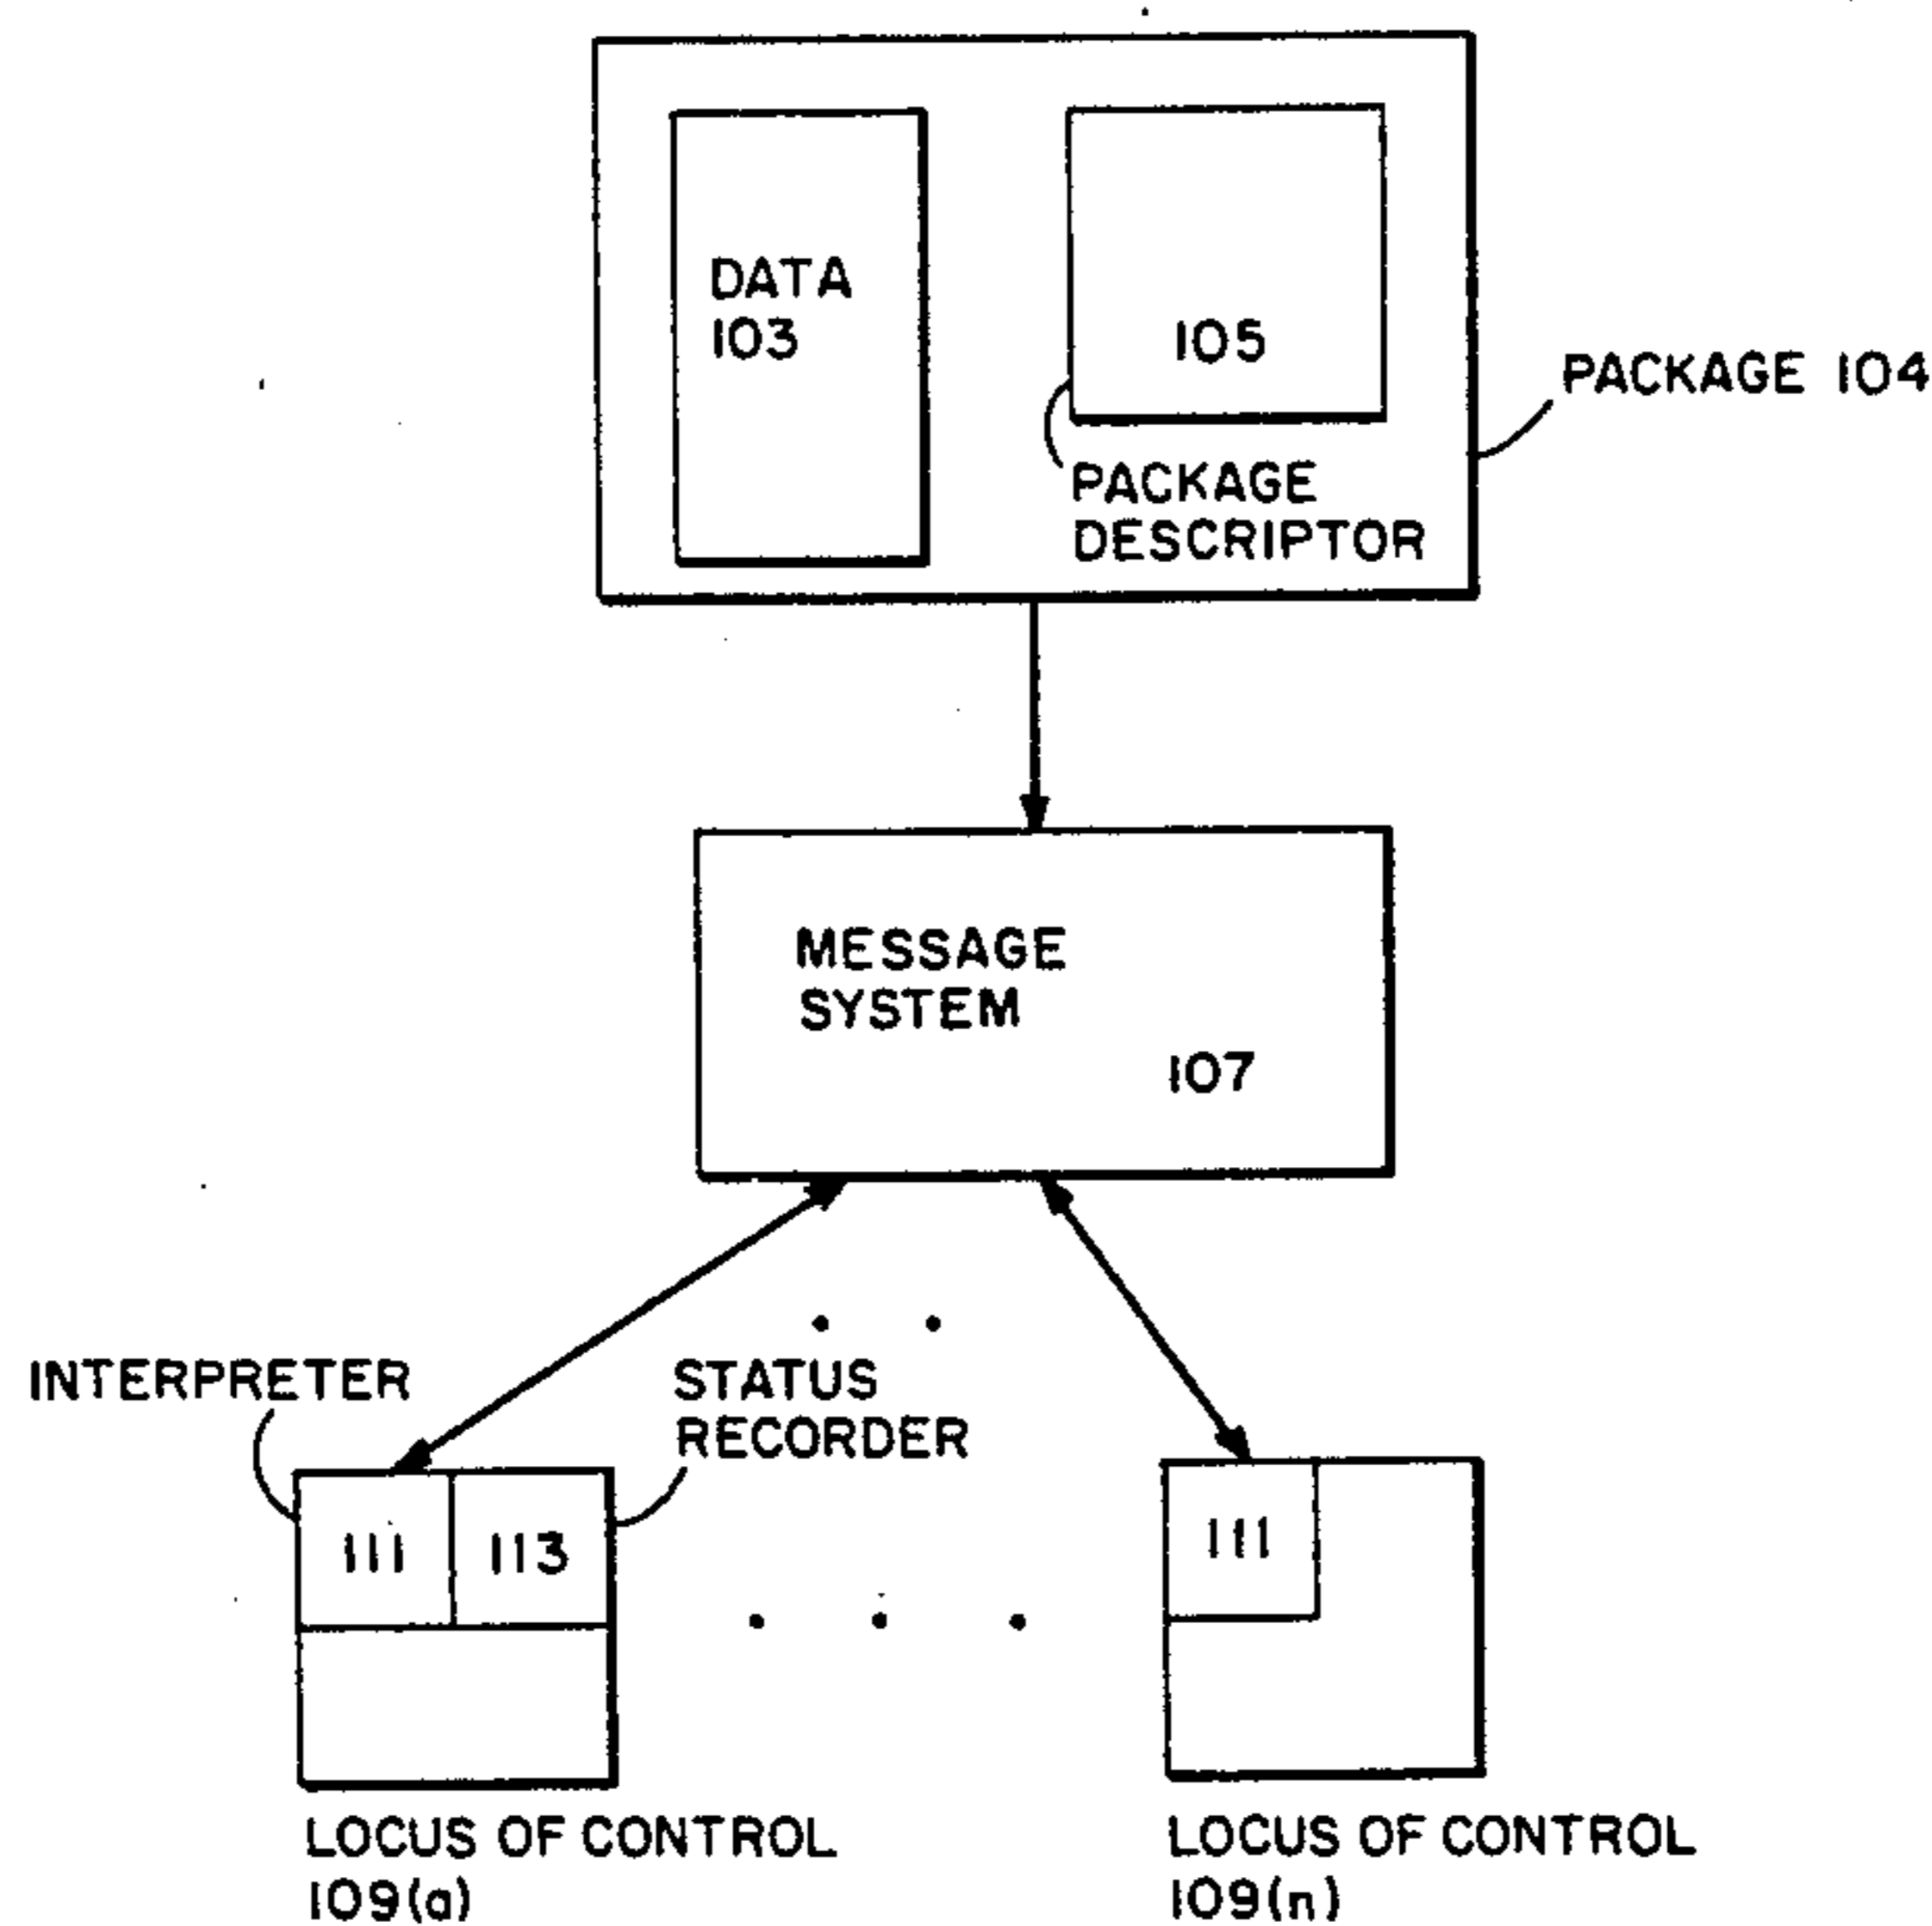 DATA
103
105
PACKAGE 104
PACKAGE
DESCRIPTOR
MESSAGE
SYSTEM
107
INTERPRETER
STATUS
RECORDER
111
113
111
LOCUS OF CONTROL
109(a)
LOCUS OF CONTROL
109(n)